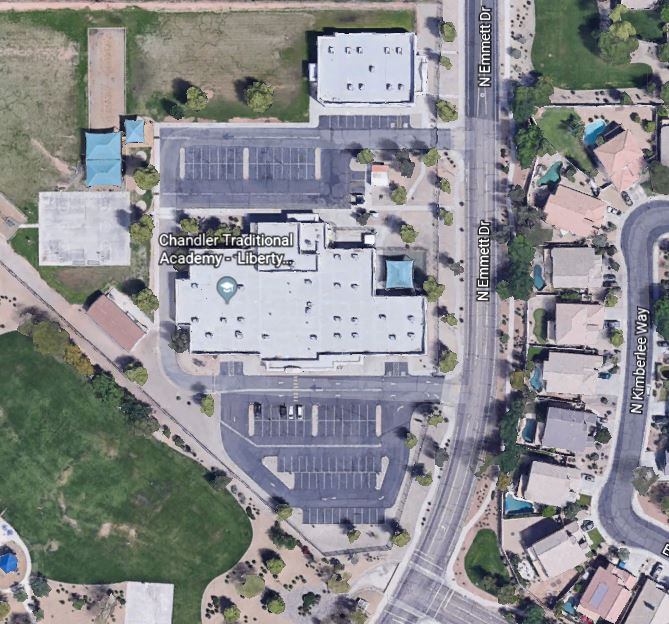 N Emmett Dr
Chandler Traditional
Academy - Liberty...
N Emmett Dr
N Kimberlee Way